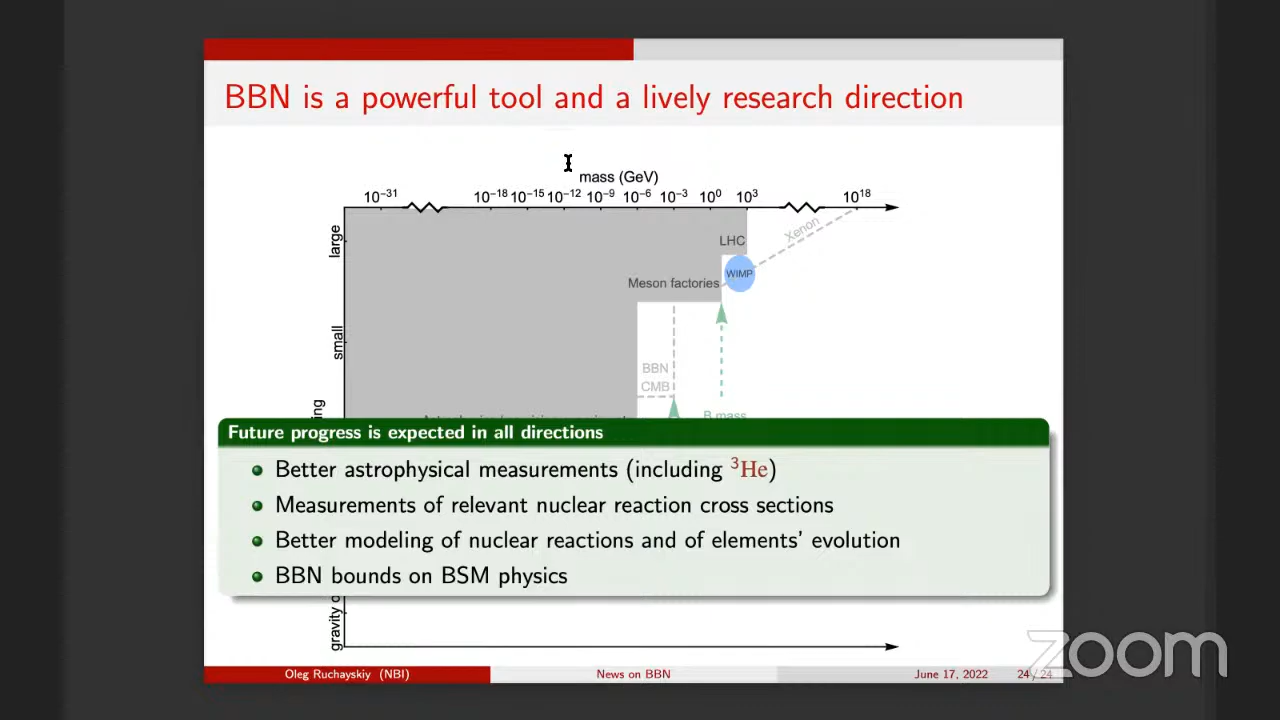 BBN is a powerful tool and a lively research direction
mass (GeV)
10⁻³¹ 10⁻¹⁸ 10⁻¹⁵ 10⁻¹² 10⁻⁹ 10⁻⁶ 10⁻³ 10⁰ 10³ 10¹⁸
large
LHC
Xenon
WIMP
Meson factories
small
BBN
CMB
B mass
Future progress is expected in all directions
Better astrophysical measurements (including ³He)
Measurements of relevant nuclear reaction cross sections
Better modeling of nuclear reactions and of elements' evolution
BBN bounds on BSM physics
gravity
Oleg Ruchayskiy (NBI) News on BBN June 17, 2022 24/24
zoom